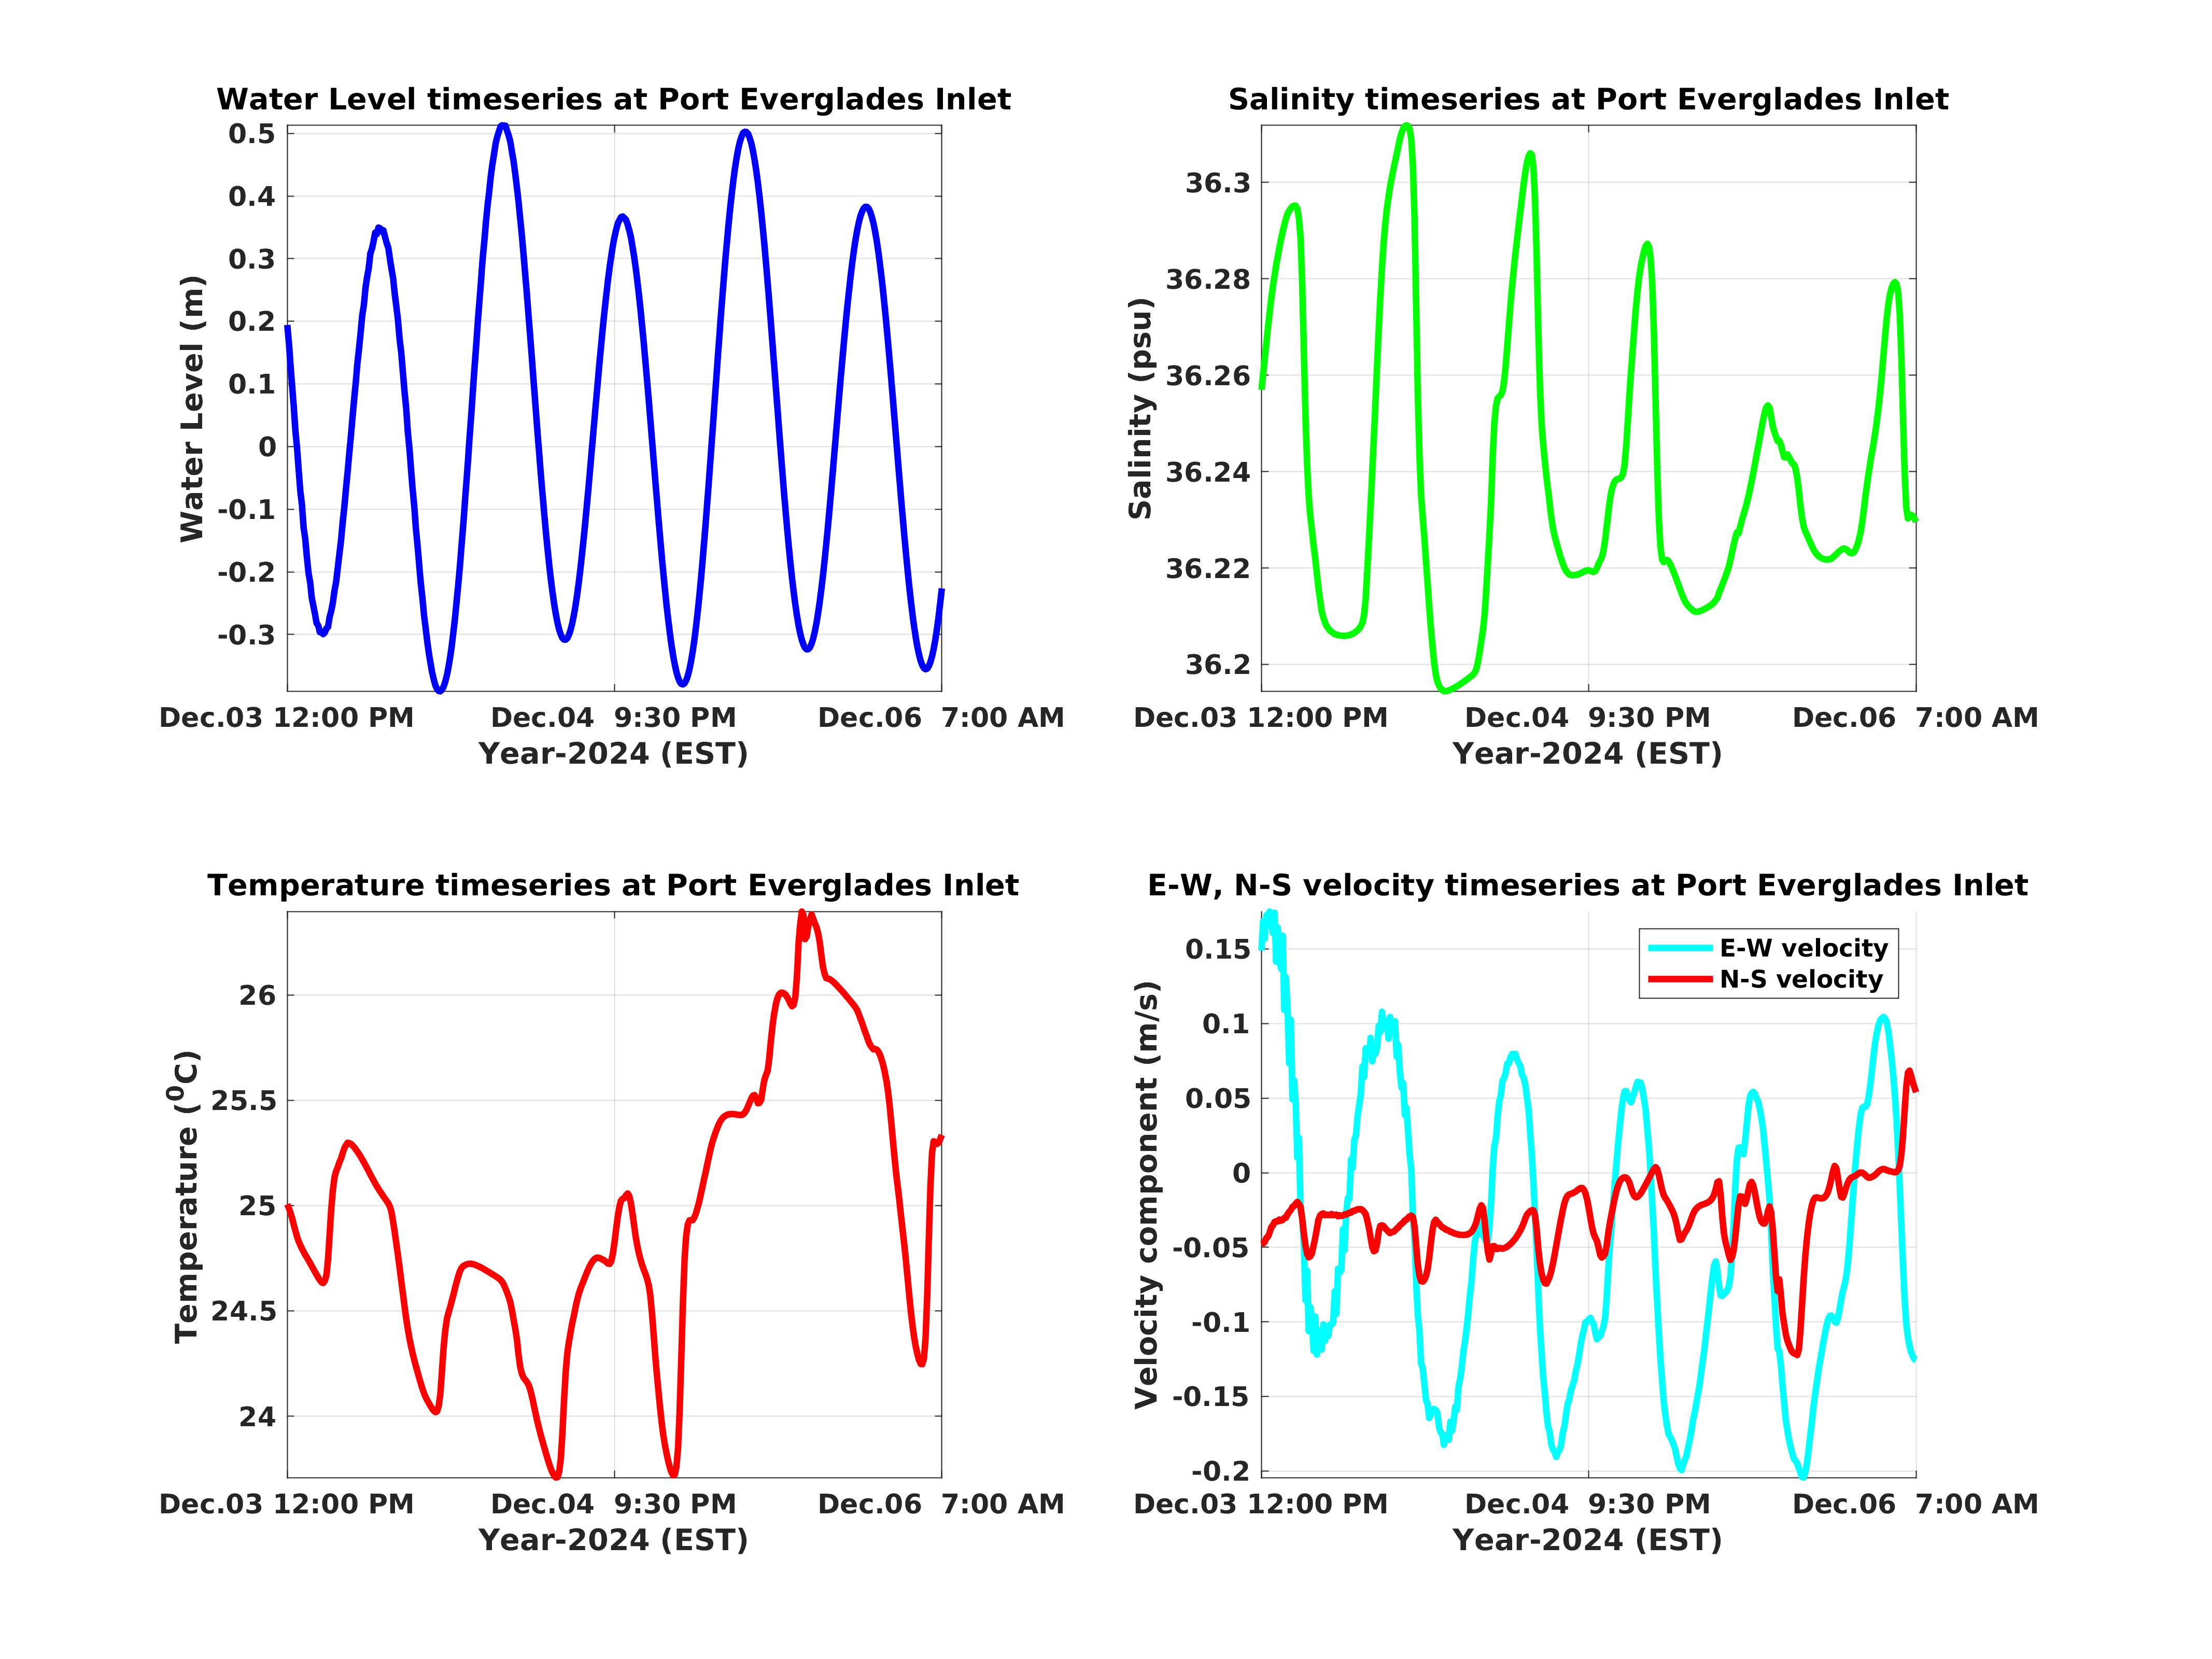 Water Level timeseries at Port Everglades Inlet
0.5
0.4
0.3
0.2
0.1
0
-0.1
-0.2
-0.3
Water Level (m)
Dec.03 12:00 PM
Dec.04 9:30 PM
Dec.06 7:00 AM
Year-2024 (EST)
Salinity timeseries at Port Everglades Inlet
36.3
36.28
36.26
36.24
36.22
36.2
Salinity (psu)
Dec.03 12:00 PM
Dec.04 9:30 PM
Dec.06 7:00 AM
Year-2024 (EST)
Temperature timeseries at Port Everglades Inlet
26
25.5
25
24.5
24
Temperature (⁰C)
Dec.03 12:00 PM
Dec.04 9:30 PM
Dec.06 7:00 AM
Year-2024 (EST)
E-W, N-S velocity timeseries at Port Everglades Inlet
E-W velocity
N-S velocity
0.15
0.1
0.05
0
-0.05
-0.1
-0.15
-0.2
Velocity component (m/s)
Dec.03 12:00 PM
Dec.04 9:30 PM
Dec.06 7:00 AM
Year-2024 (EST)